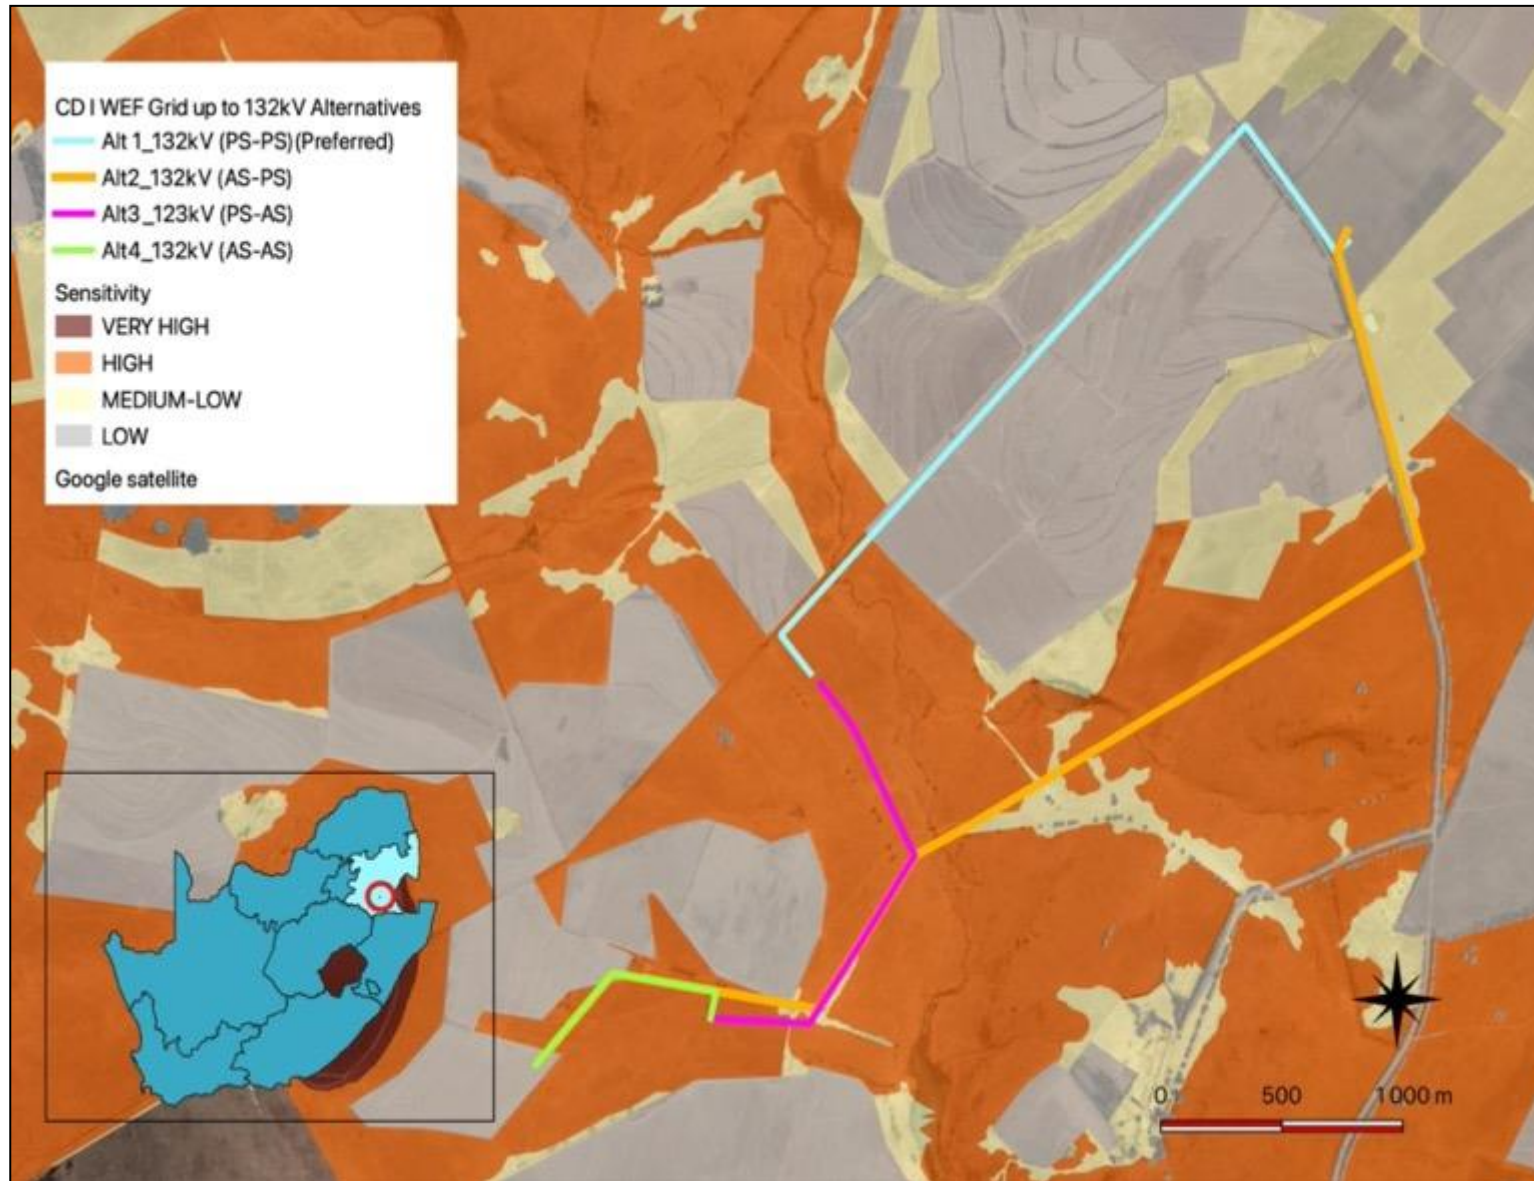 CD I WEF Grid up to 132kV Alternatives
Alt 1_132kV (PS-PS)(Preferred)
Alt2_132kV (AS-PS)
Alt3_123kV (PS-AS)
Alt4_132kV (AS-AS)
Sensitivity
VERY HIGH
HIGH
MEDIUM-LOW
LOW
Google satellite
0 500 1000 m